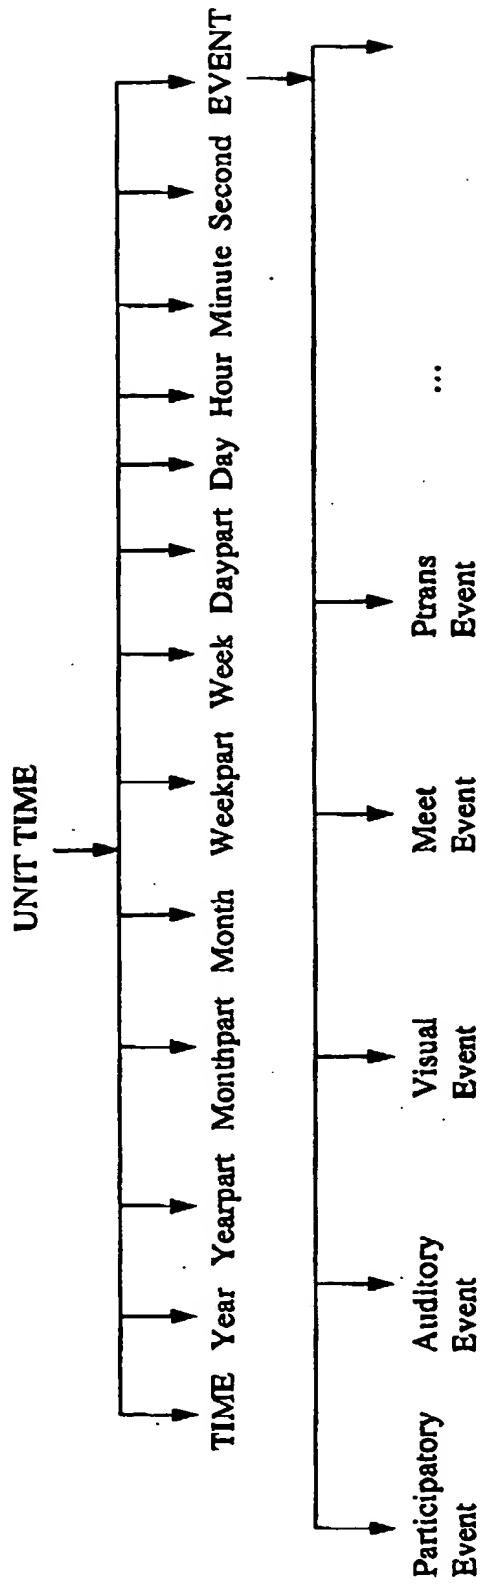 UNIT TIME
TIME Year Yearpart Monthpart Month Weekpart Week Daypart Day Hour Minute Second EVENT
Participatory Event
Auditory Event
Visual Event
Meet Event
Ptrans Event
...